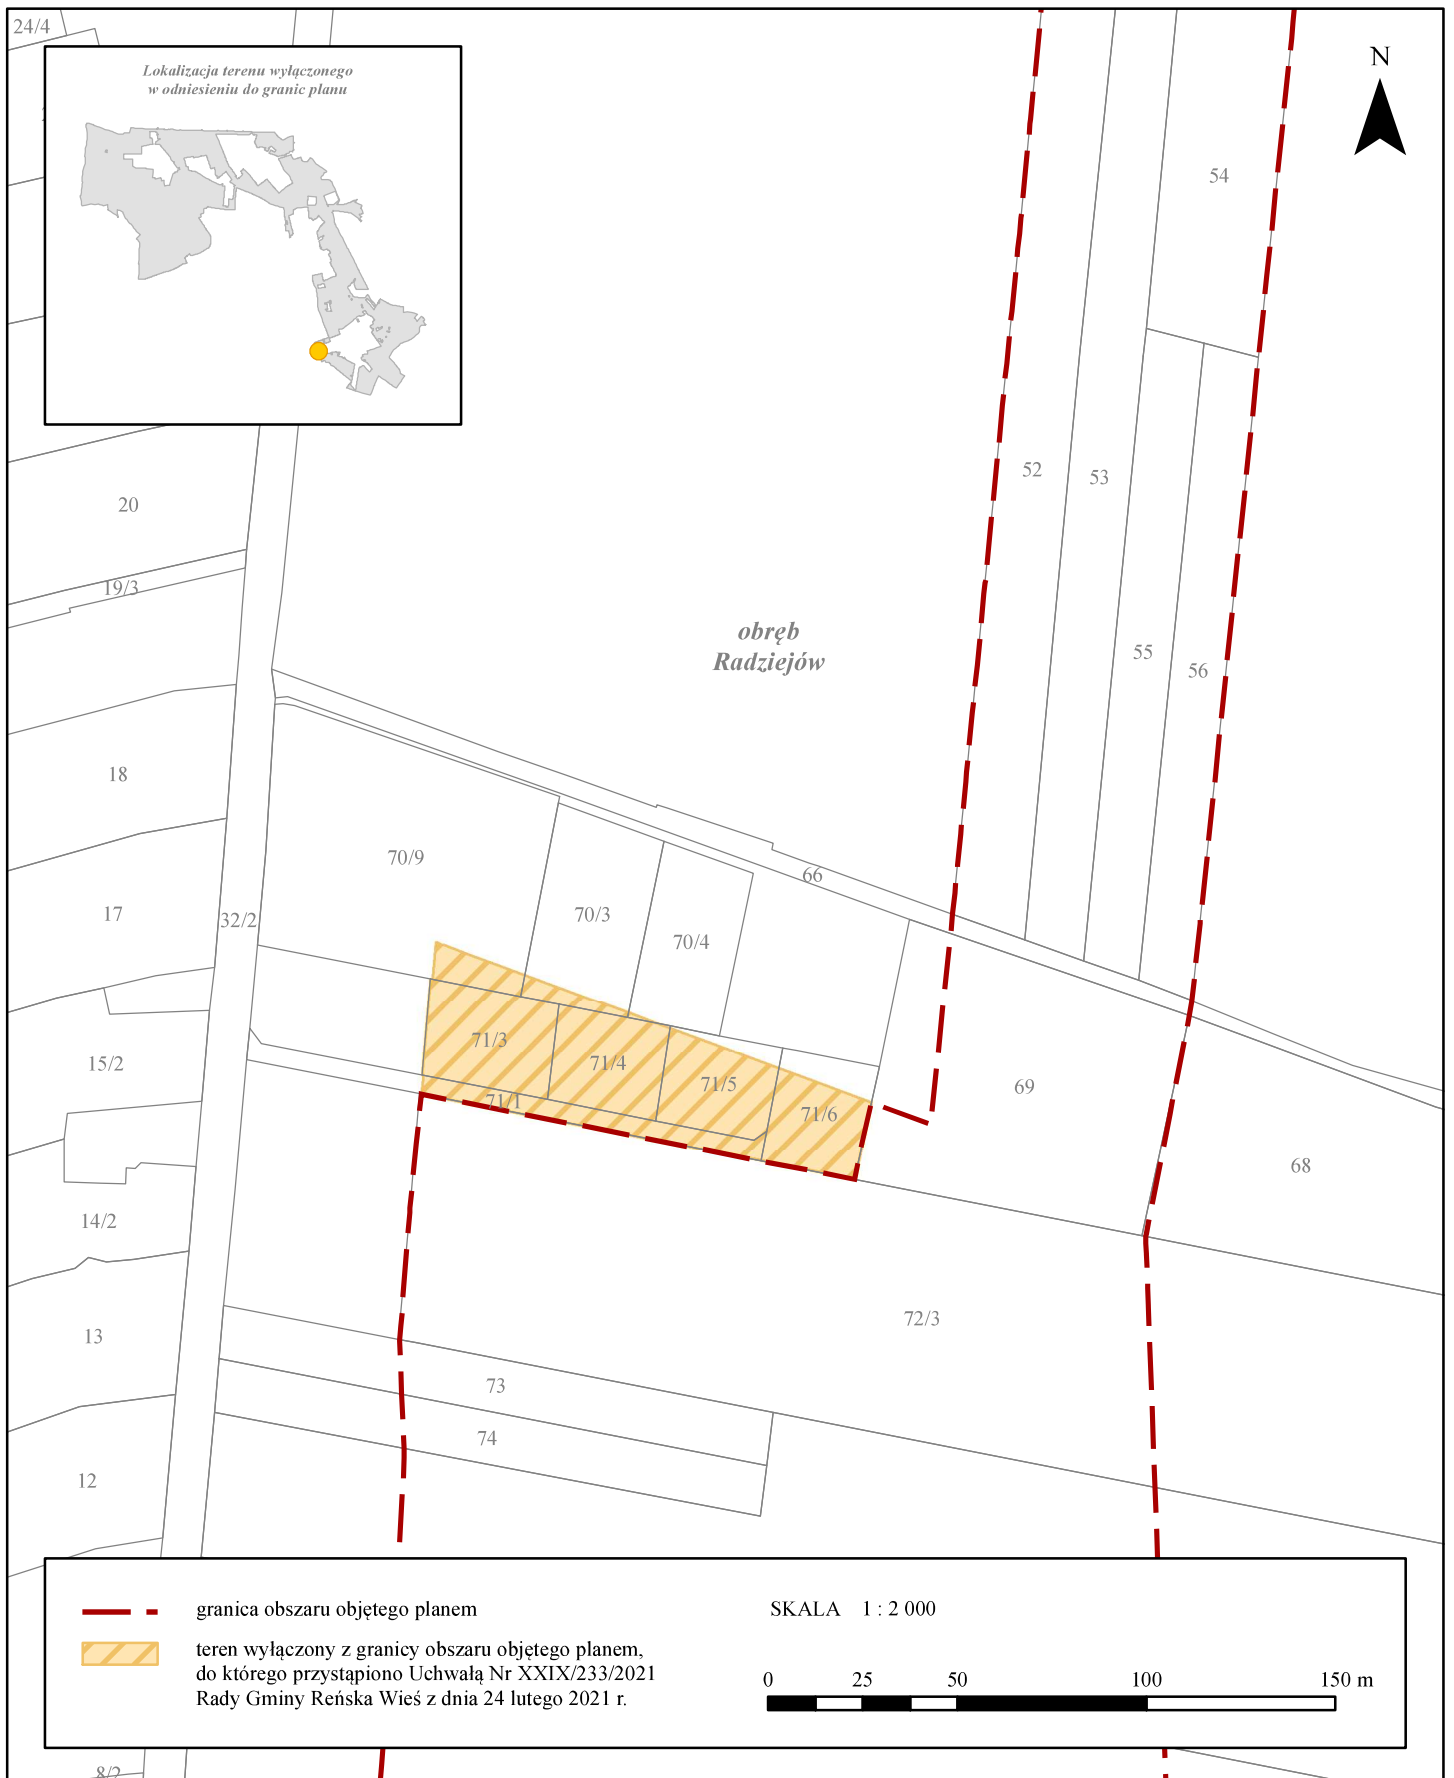 24/4
Lokalizacja terenu wyłączonego
w odniesieniu do granic planu
N
54
52
53
20
19/3
obręb
Radziejów
55
56
18
70/9
66
17
32/2
70/3
70/4
71/3
71/4
71/5
71/1
71/6
69
15/2
68
14/2
72/3
13
73
74
12
granica obszaru objętego planem
SKALA 1 : 2 000
teren wyłączony z granicy obszaru objętego planem,
do którego przystąpiono Uchwałą Nr XXIX/233/2021
Rady Gminy Reńska Wieś z dnia 24 lutego 2021 r.
0 25 50 100 150 m
8/2